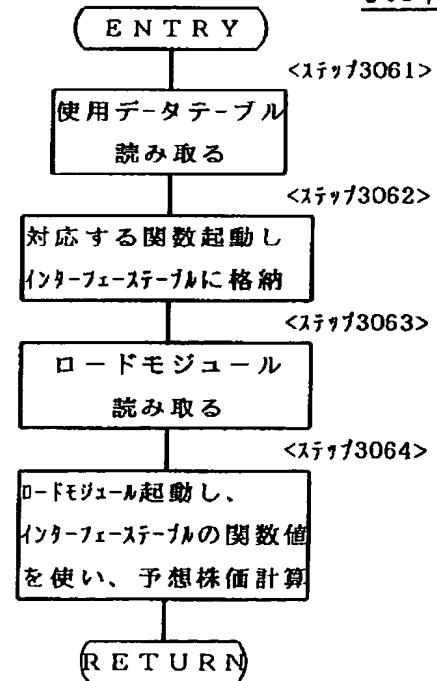 ENTRY
<ステップ3061>
使用データテーブル
読み取る
<ステップ3062>
対応する関数起動し
インターフェーステーブルに格納
<ステップ3063>
ロードモジュール
読み取る
<ステップ3064>
ロードモジュール起動し、
インターフェーステーブルの関数値
を使い、予想株価計算
RETURN